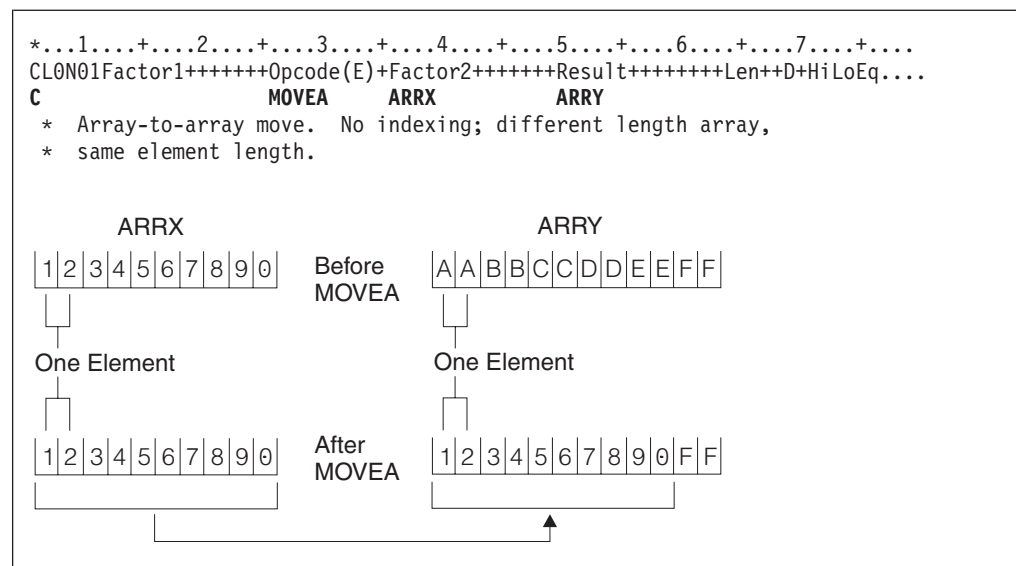 *...1....+....2....+....3....+....4....+....5....+....6....+....7....+....
CL0N01Factor1+++++++Opcode(E)+Factor2+++++++Result++++++++Len++D+HiLoEq....
C                   MOVEA     ARRX          ARRY
 *  Array-to-array move.  No indexing; different length array,
 *  same element length.
ARRX ARRY
1 2 3 4 5 6 7 8 9 0 Before MOVEA A A B B C C D D E E F F
One Element One Element
1 2 3 4 5 6 7 8 9 0 After MOVEA 1 2 3 4 5 6 7 8 9 0 F F